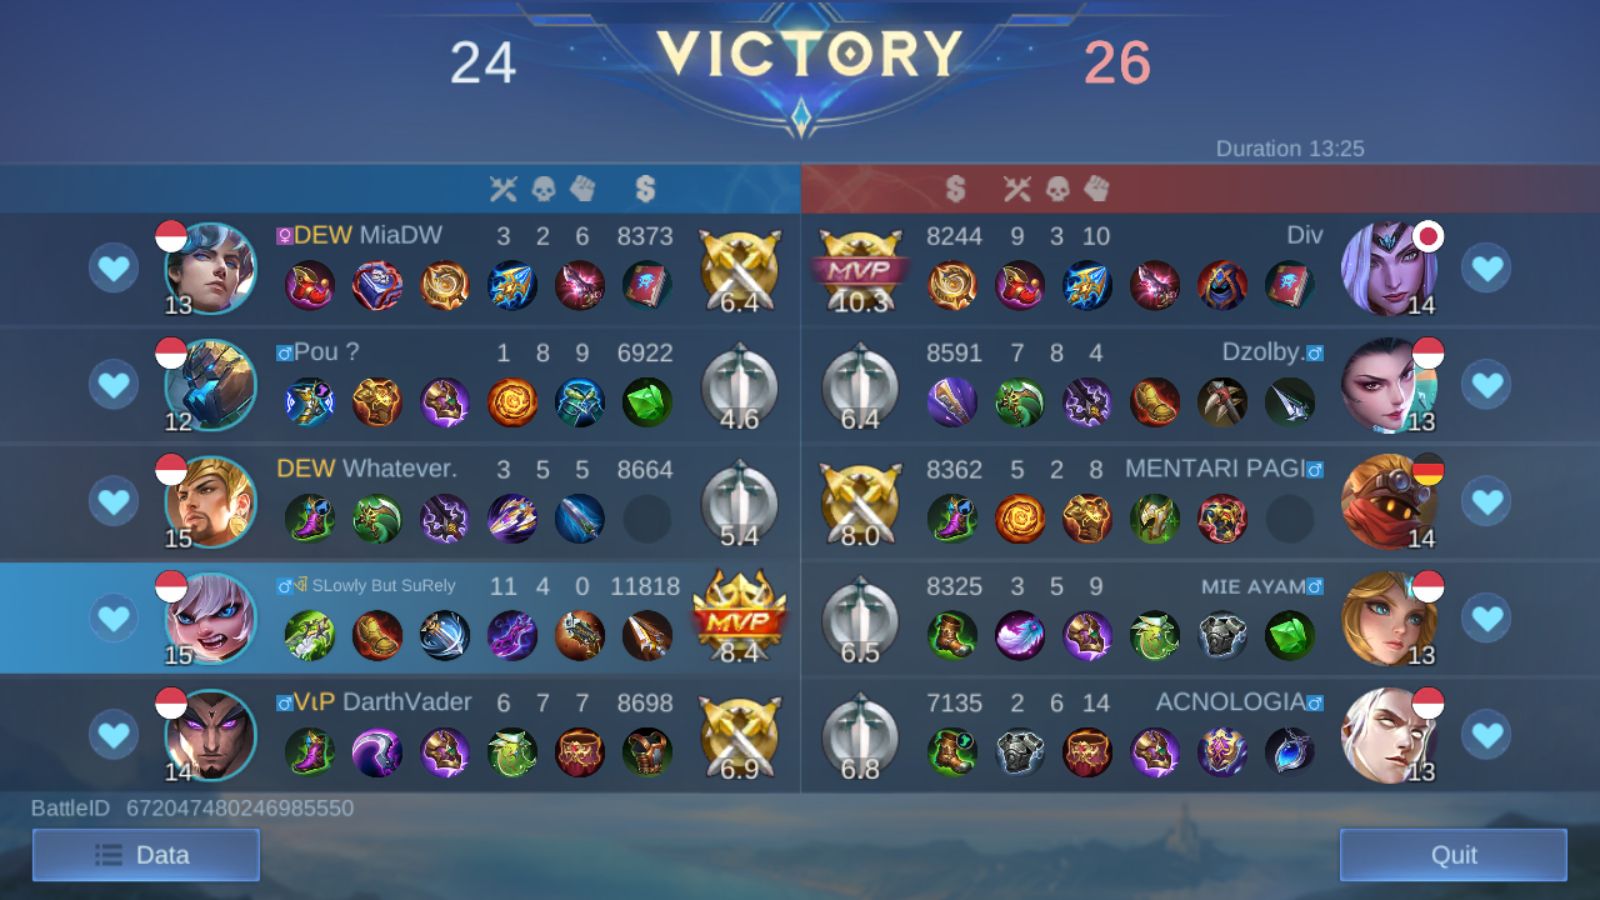 24 VICTORY 26
Duration 13:25
DEW MiaDW 3 2 6 8373
13 6.4
MVP 10.3 8244 9 3 10 Div
14
Pou ? 1 8 9 6922
12 4.6
6.4 8591 7 8 4 Dzolby.
13
DEW Whatever. 3 5 5 8664
15 5.4
8.0 8362 5 2 8 MENTARI PAGI
14
SLowly But SuRely 11 4 0 11818
15 MVP 8.4
6.5 8325 3 5 9 MIE AYAM
13
VιP DarthVader 6 7 7 8698
14 6.9
6.8 7135 2 6 14 ACNOLOGIA
13
BattleID 672047480246985550
Data
Quit